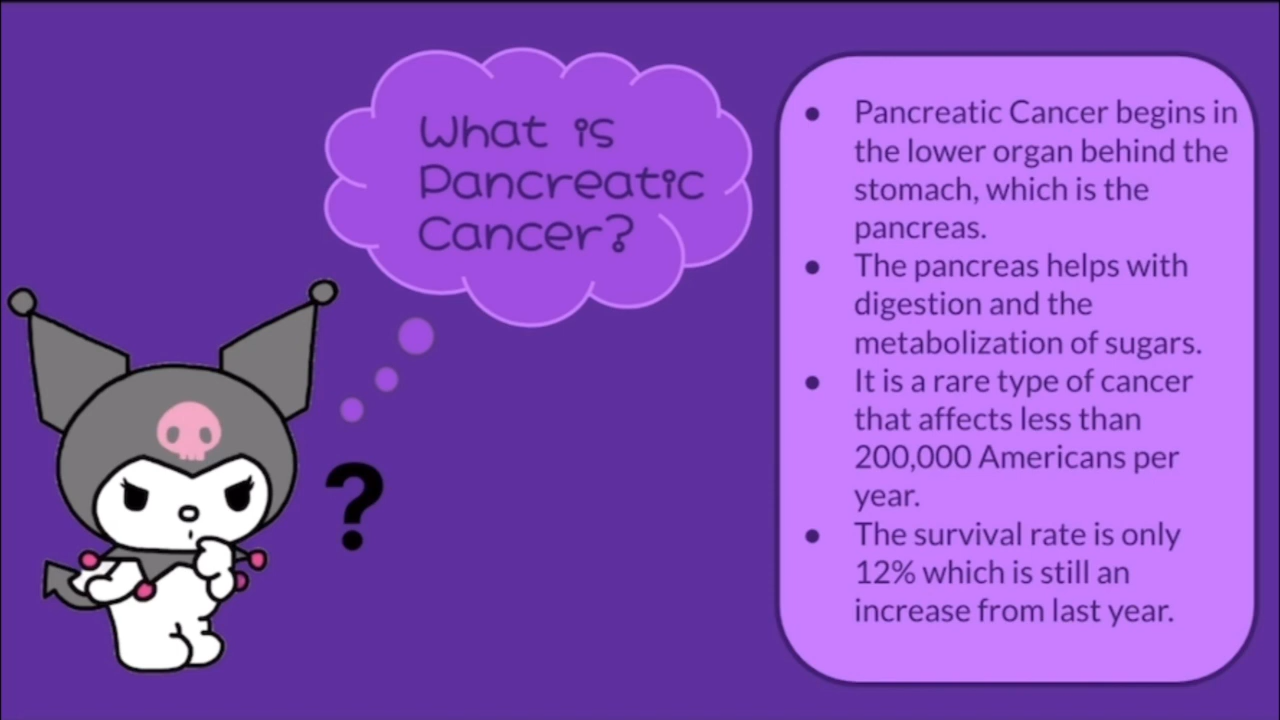 What is
Pancreatic
Cancer?
?
● Pancreatic Cancer begins in
the lower organ behind the
stomach, which is the
pancreas.
● The pancreas helps with
digestion and the
metabolization of sugars.
● It is a rare type of cancer
that affects less than
200,000 Americans per
year.
● The survival rate is only
12% which is still an
increase from last year.